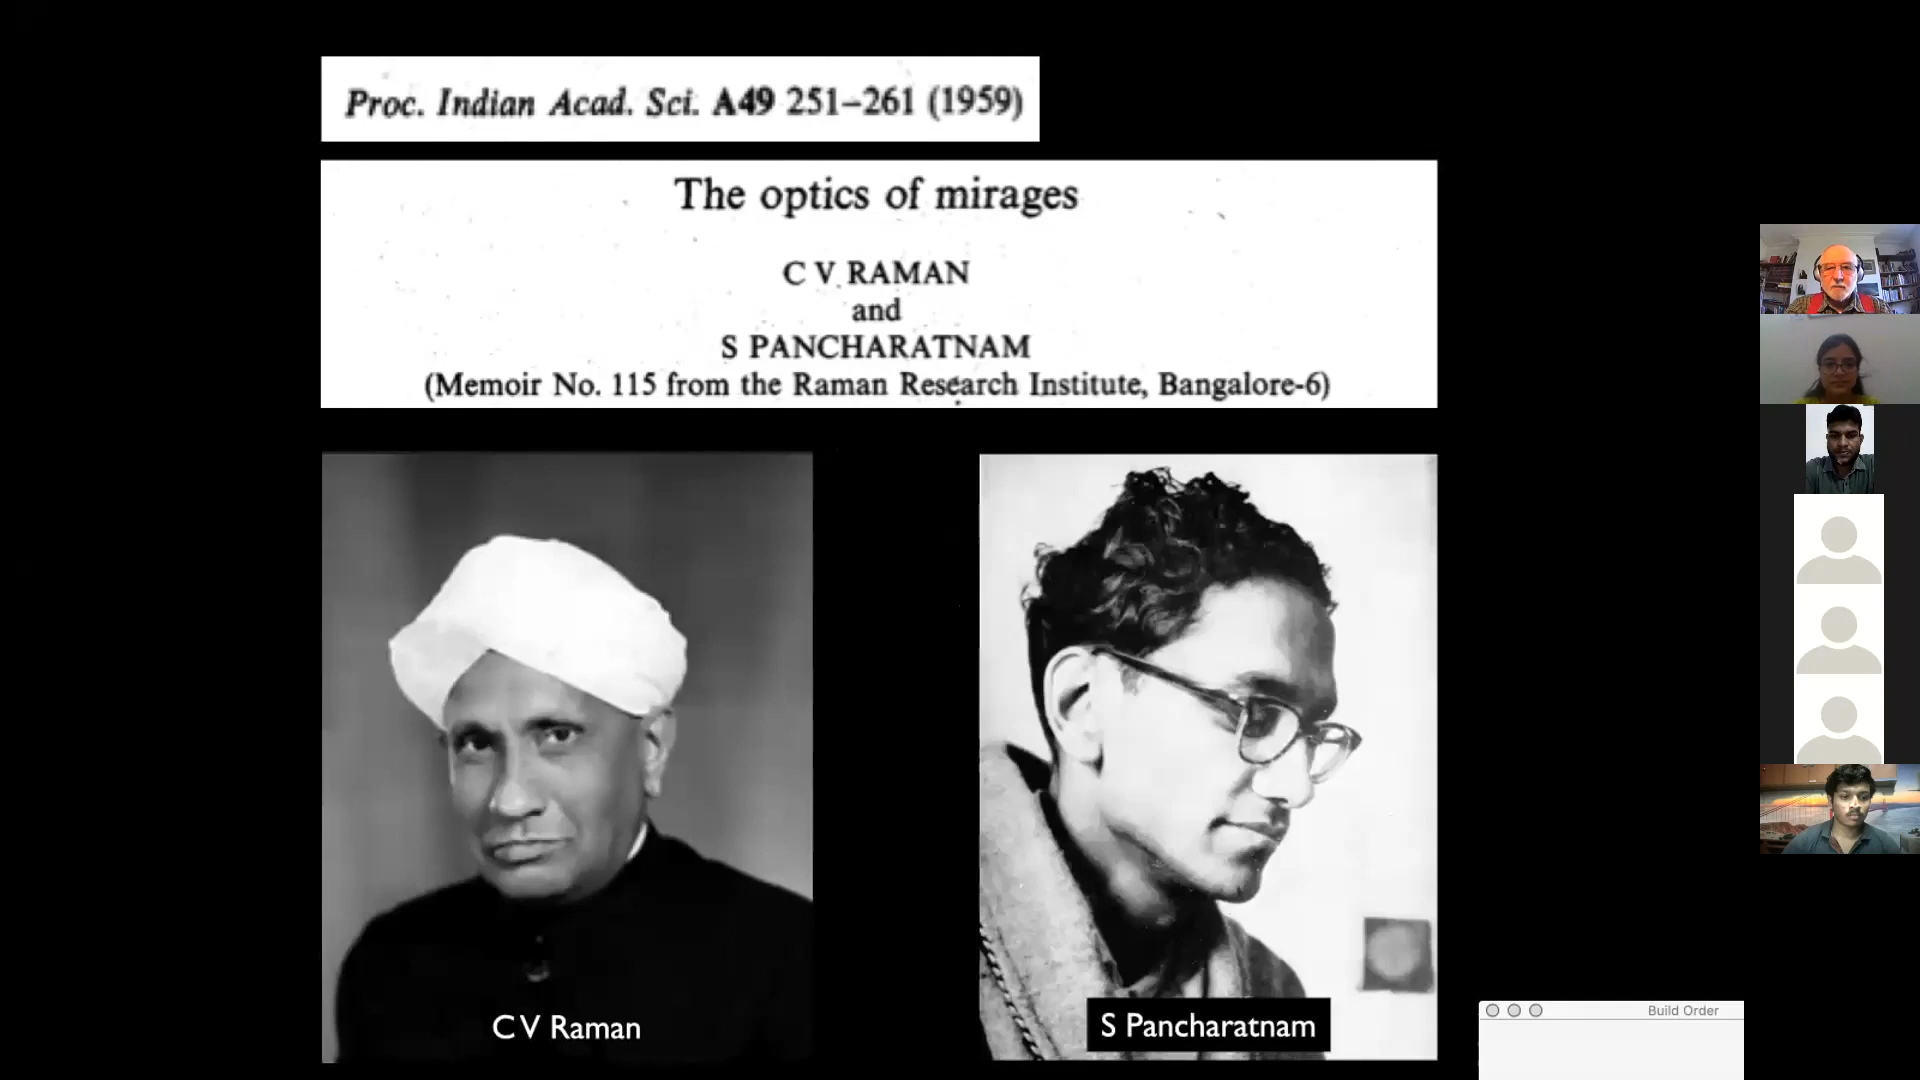 Proc. Indian Acad. Sci. A49 251–261 (1959)
The optics of mirages
C V RAMAN
and
S PANCHARATNAM
(Memoir No. 115 from the Raman Research Institute, Bangalore-6)
C V Raman
S Pancharatnam
Build Order